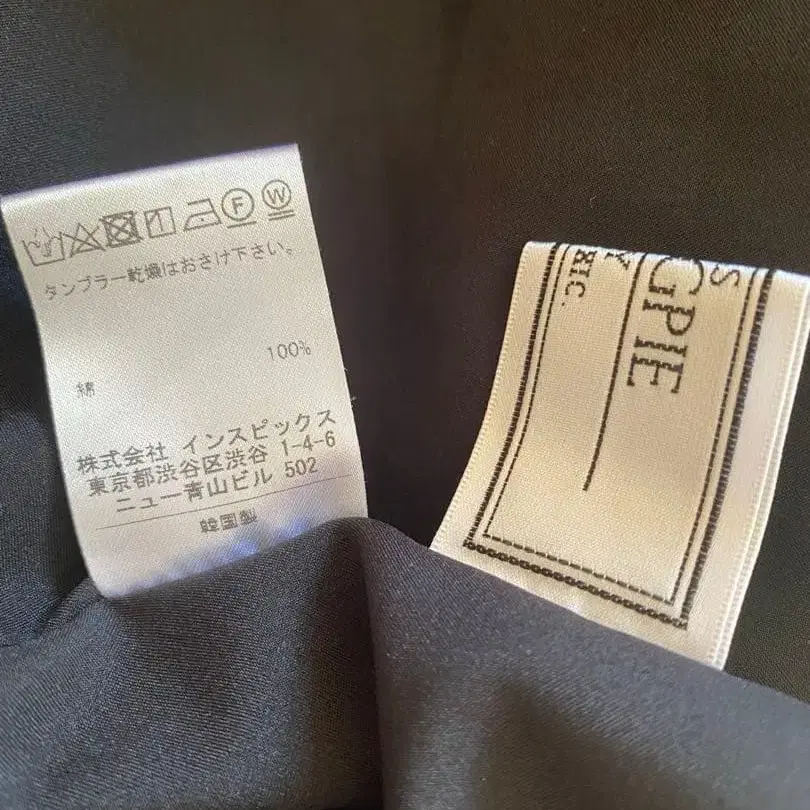 F W
タンブラー乾燥はおさけ下さい。
綿 100%
株式会社 インスピックス
東京都渋谷区渋谷 1-4-6
ニュー青山ビル 502
韓国製
S
GPIE
Y
RIC.